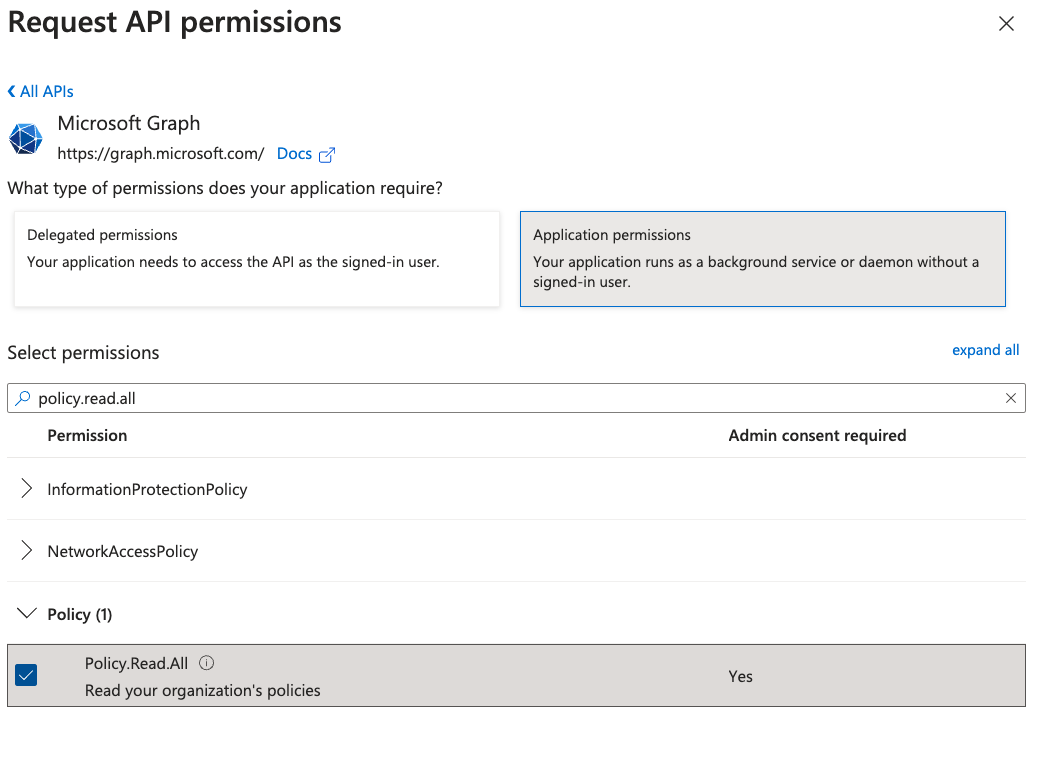 Request API permissions
All APIs
Microsoft Graph
https://graph.microsoft.com/ Docs
What type of permissions does your application require?
Delegated permissions
Your application needs to access the API as the signed-in user.
Application permissions
Your application runs as a background service or daemon without a
signed-in user.
Select permissions
expand all
policy.read.all
Permission Admin consent required
InformationProtectionPolicy
NetworkAccessPolicy
Policy (1)
Policy.Read.All
Read your organization's policies
Yes